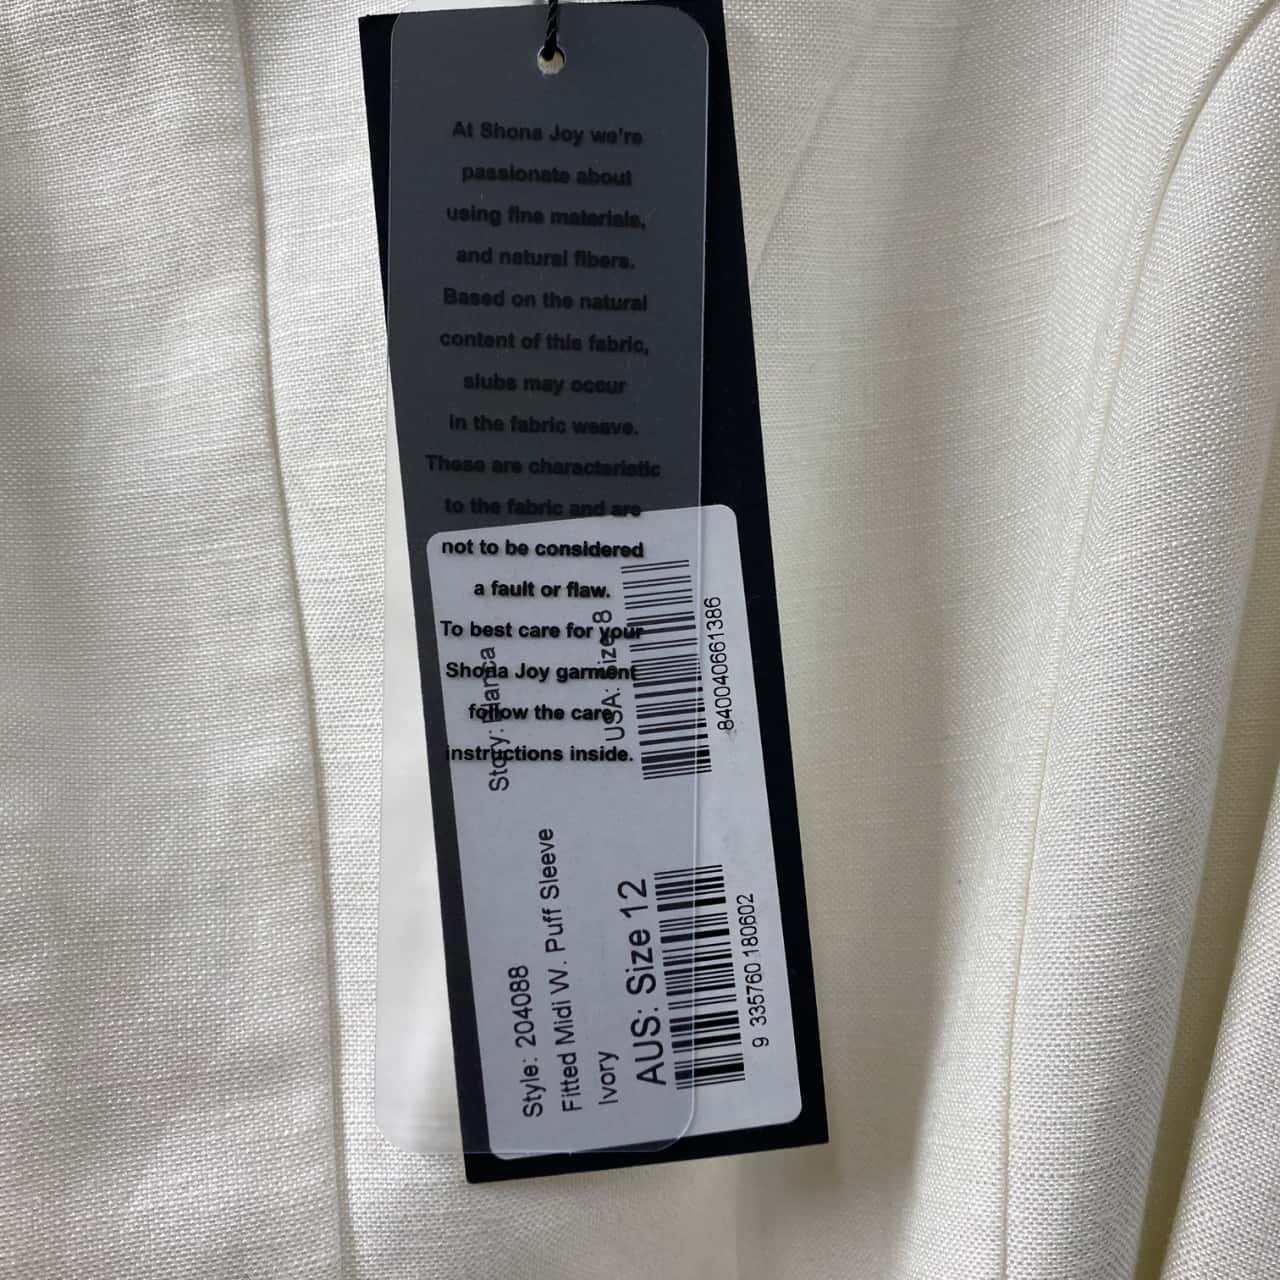 At Shona Joy we're
passionate about
using fine materials,
and natural fibers.
Based on the natural
content of this fabric,
slubs may occur
in the fabric weave.
These are characteristic
to the fabric and are
not to be considered
a fault or flaw.
To best care for your
Shona Joy garment
follow the care
instructions inside.
Style: 204088
Story: Blanca
Fitted Midi W. Puff Sleeve
Ivory
USA: Size 8
AUS: Size 12
840040661386
9 335760 180602